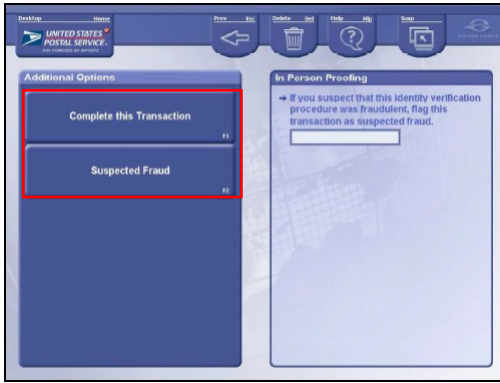 Desktop Home
Prev Esc
Delete Del
Help Hlp
Snap
UNITED STATES
POSTAL SERVICE
Additional Options
In Person Proofing
Complete this Transaction
F1
Suspected Fraud
F2
→ If you suspect that this identity verification
procedure was fraudulent, flag this
transaction as suspected fraud.